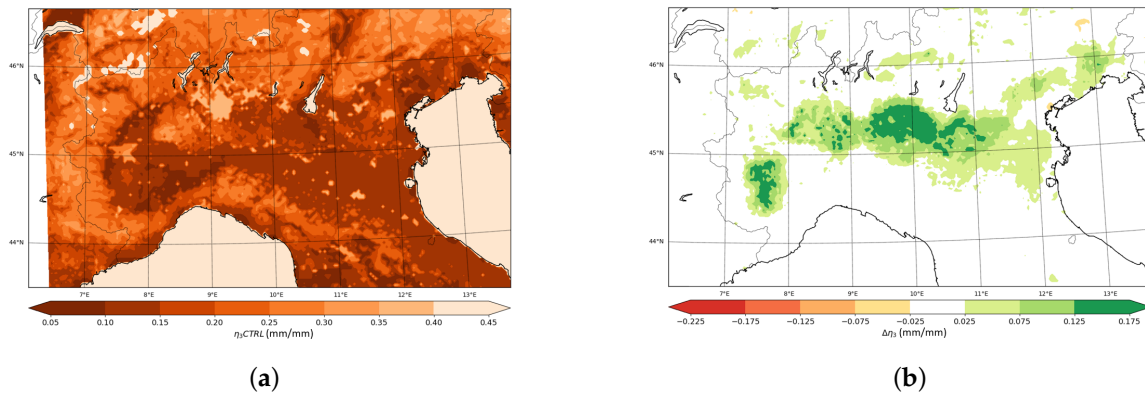 46°N
45°N
44°N
7°E 8°E 9°E 10°E 11°E 12°E 13°E
0.05 0.10 0.15 0.20 0.25 0.30 0.35 0.40 0.45
η₃CTRL (mm/mm)
(a)
46°N
45°N
44°N
7°E 8°E 9°E 10°E 11°E 12°E 13°E
−0.225 −0.175 −0.125 −0.075 −0.025 0.025 0.075 0.125 0.175
Δη₃ (mm/mm)
(b)